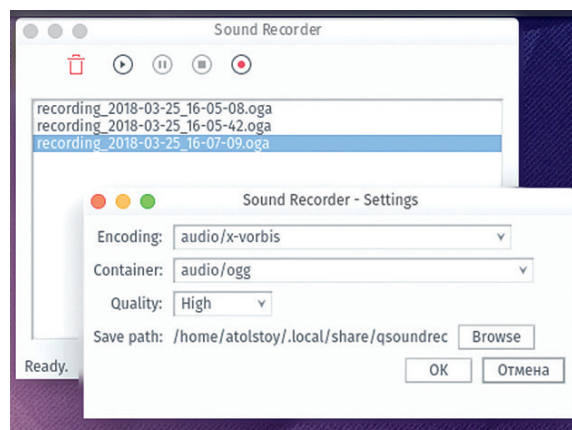 Sound Recorder
recording_2018-03-25_16-05-08.oga
recording_2018-03-25_16-05-42.oga
recording_2018-03-25_16-07-09.oga
Sound Recorder - Settings
Encoding: audio/x-vorbis
Container: audio/ogg
Quality: High
Save path: /home/atolstoy/.local/share/qsoundrec Browse
Ready.
OK Отмена